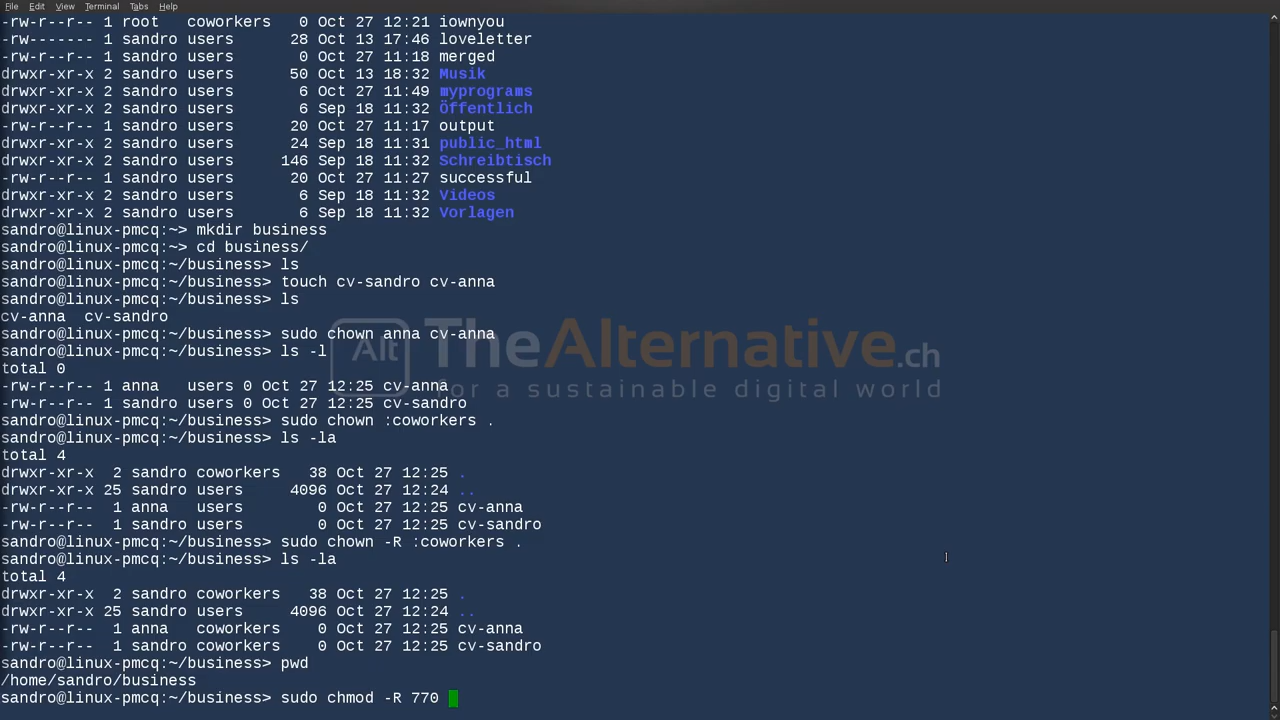 File Edit View Terminal Tabs Help
-rw-r--r-- 1 root   coworkers   0 Oct 27 12:21 iownyou
-rw------- 1 sandro users      28 Oct 13 17:46 loveletter
-rw-r--r-- 1 sandro users       0 Oct 27 11:18 merged
drwxr-xr-x 2 sandro users      50 Oct 13 18:32 Musik
drwxr-xr-x 2 sandro users       6 Oct 27 11:49 myprograms
drwxr-xr-x 2 sandro users       6 Sep 18 11:32 Öffentlich
-rw-r--r-- 1 sandro users      20 Oct 27 11:17 output
drwxr-xr-x 2 sandro users      24 Sep 18 11:31 public_html
drwxr-xr-x 2 sandro users     146 Sep 18 11:32 Schreibtisch
-rw-r--r-- 1 sandro users      20 Oct 27 11:27 successful
drwxr-xr-x 2 sandro users       6 Sep 18 11:32 Videos
drwxr-xr-x 2 sandro users       6 Sep 18 11:32 Vorlagen
sandro@linux-pmcq:~> mkdir business
sandro@linux-pmcq:~> cd business/
sandro@linux-pmcq:~/business> ls
sandro@linux-pmcq:~/business> touch cv-sandro cv-anna
sandro@linux-pmcq:~/business> ls
cv-anna  cv-sandro
sandro@linux-pmcq:~/business> sudo chown anna cv-anna
sandro@linux-pmcq:~/business> ls -l
Alt TheAlternative.ch
total 0
-rw-r--r-- 1 anna   users 0 Oct 27 12:25 cv-anna
for a sustainable digital world
-rw-r--r-- 1 sandro users 0 Oct 27 12:25 cv-sandro
sandro@linux-pmcq:~/business> sudo chown :coworkers .
sandro@linux-pmcq:~/business> ls -la
total 4
drwxr-xr-x  2 sandro coworkers   38 Oct 27 12:25 .
drwxr-xr-x 25 sandro users     4096 Oct 27 12:24 ..
-rw-r--r--  1 anna   users        0 Oct 27 12:25 cv-anna
-rw-r--r--  1 sandro users        0 Oct 27 12:25 cv-sandro
sandro@linux-pmcq:~/business> sudo chown -R :coworkers .
sandro@linux-pmcq:~/business> ls -la
total 4
drwxr-xr-x  2 sandro coworkers   38 Oct 27 12:25 .
drwxr-xr-x 25 sandro users     4096 Oct 27 12:24 ..
-rw-r--r--  1 anna   coworkers    0 Oct 27 12:25 cv-anna
-rw-r--r--  1 sandro coworkers    0 Oct 27 12:25 cv-sandro
sandro@linux-pmcq:~/business> pwd
/home/sandro/business
sandro@linux-pmcq:~/business> sudo chmod -R 770